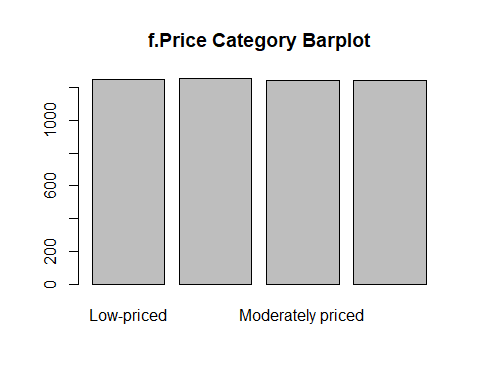 f.Price Category Barplot
1000
600
200
0
Low-priced
Moderately priced